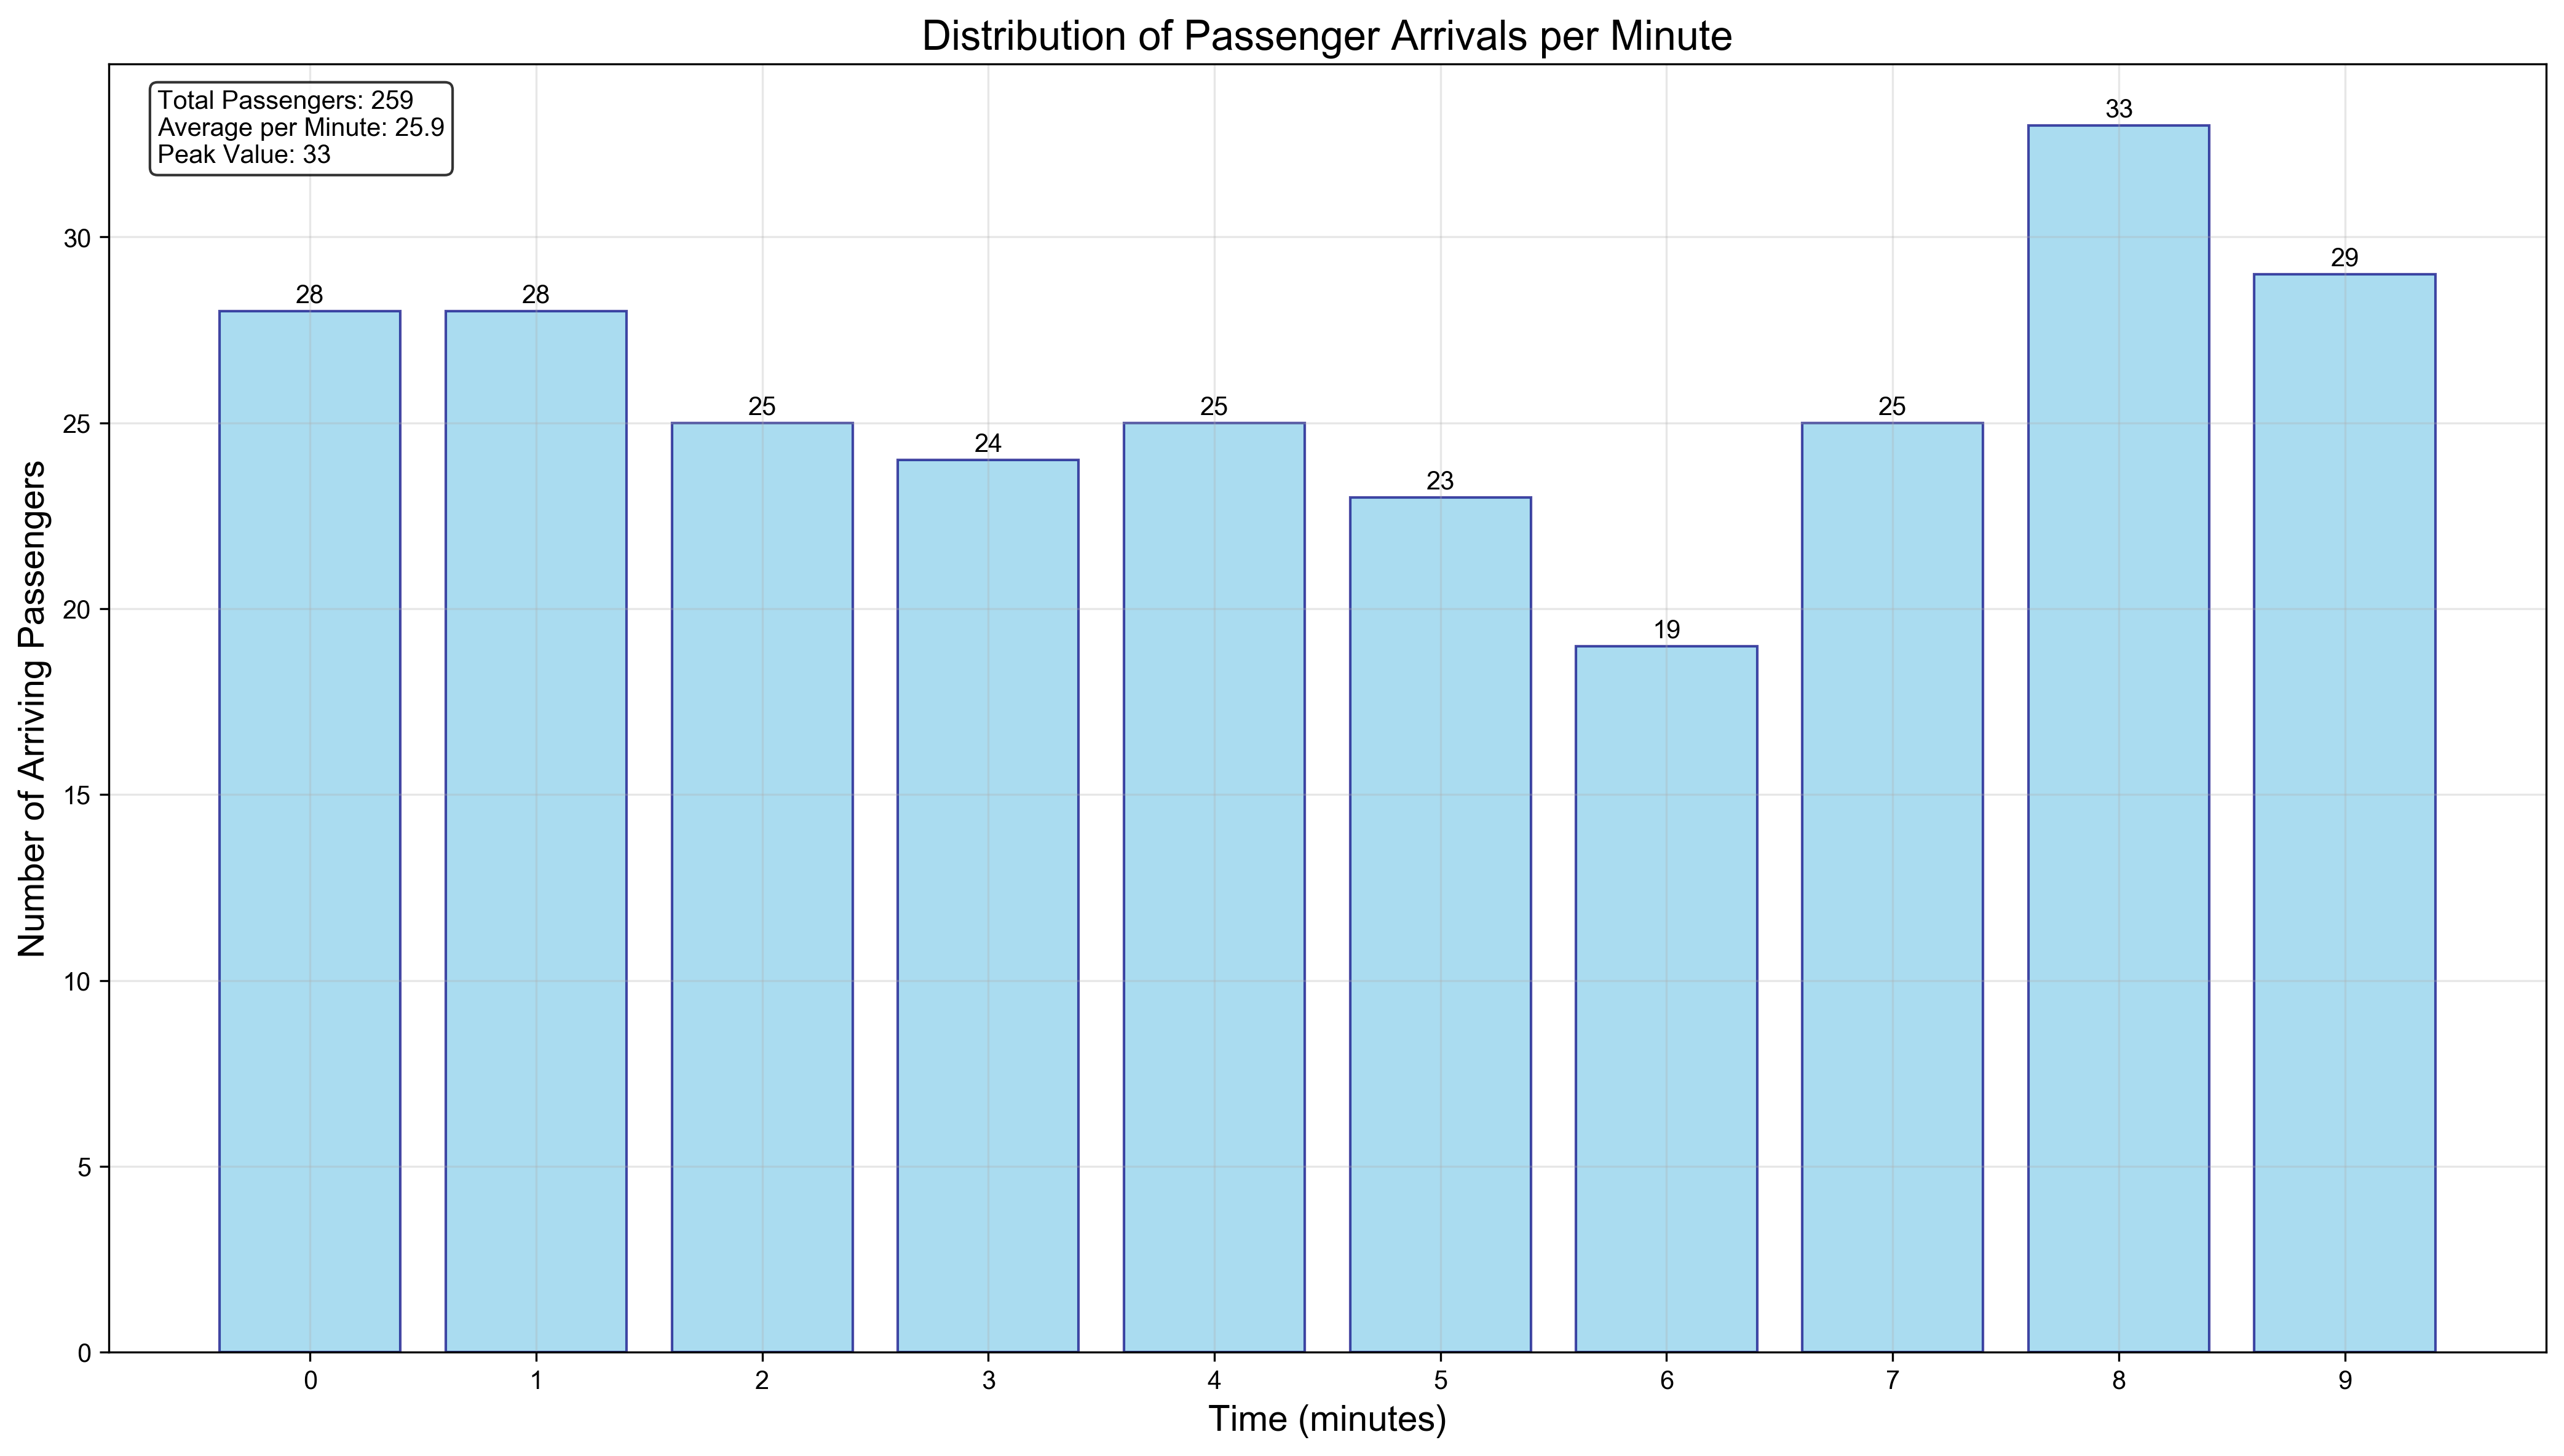 Distribution of Passenger Arrivals per Minute
Total Passengers: 259
Average per Minute: 25.9
Peak Value: 33
33
29
28
28
25
24
25
23
19
25
30
25
20
15
10
5
0
Number of Arriving Passengers
0 1 2 3 4 5 6 7 8 9
Time (minutes)